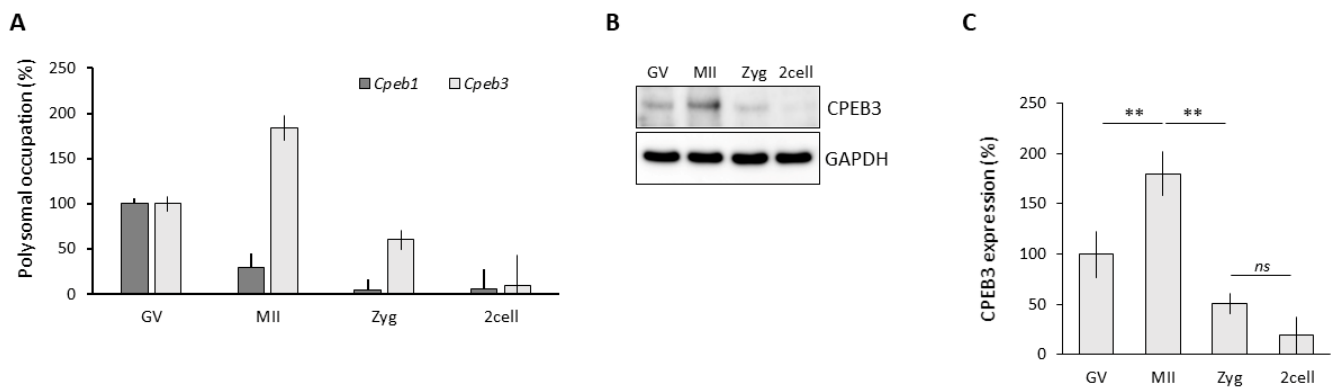 A
Polysomal occupation (%)
250
200
150
100
50
0
Cpeb1
Cpeb3
GV
MII
Zyg
2cell
B
GV MII Zyg 2cell
CPEB3
GAPDH
C
CPEB3 expression (%)
250
200
150
100
50
0
**
**
ns
GV
MII
Zyg
2cell